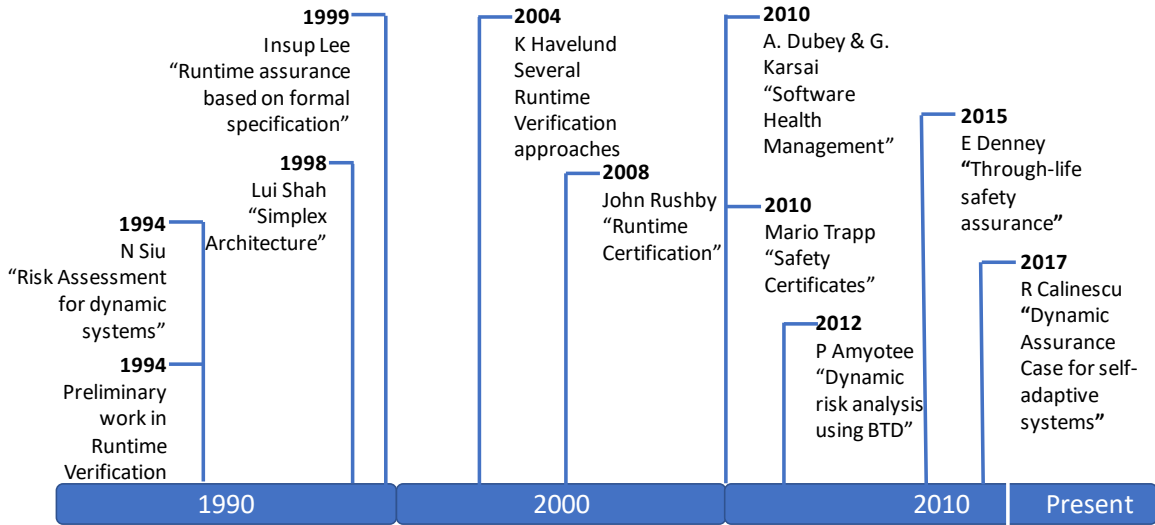 1999
Insup Lee
“Runtime assurance
based on formal
specification”
1998
Lui Shah
“Simplex
Architecture”
1994
N Siu
“Risk Assessment
for dynamic
systems”
1994
Preliminary
work in
Runtime
Verification
2004
K Havelund
Several
Runtime
Verification
approaches
2008
John Rushby
“Runtime
Certification”
2010
A. Dubey & G.
Karsai
“Software
Health
Management”
2010
Mario Trapp
“Safety
Certificates”
2012
P Amyotee
“Dynamic
risk analysis
using BTD”
2015
E Denney
“Through-life
safety
assurance”
2017
R Calinescu
“Dynamic
Assurance
Case for self-
adaptive
systems”
1990
2000
2010
Present